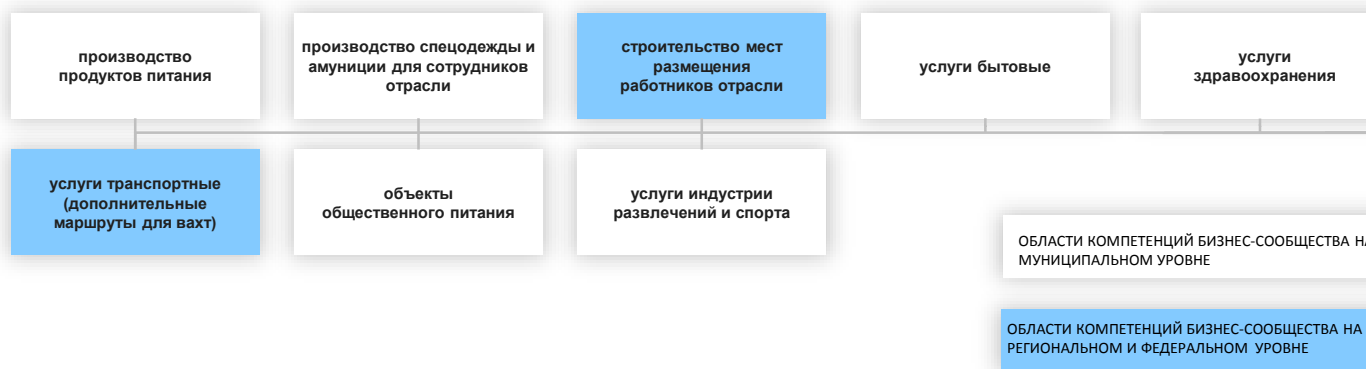 производство
продуктов питания
производство спецодежды и
амуниции для сотрудников
отрасли
строительство мест
размещения
работников отрасли
услуги бытовые
услуги
здравоохранения
услуги транспортные
(дополнительные
маршруты для вахт)
объекты
общественного питания
услуги индустрии
развлечений и спорта
ОБЛАСТИ КОМПЕТЕНЦИЙ БИЗНЕС-СООБЩЕСТВА НА
МУНИЦИПАЛЬНОМ УРОВНЕ
ОБЛАСТИ КОМПЕТЕНЦИЙ БИЗНЕС-СООБЩЕСТВА НА
РЕГИОНАЛЬНОМ И ФЕДЕРАЛЬНОМ УРОВНЕ